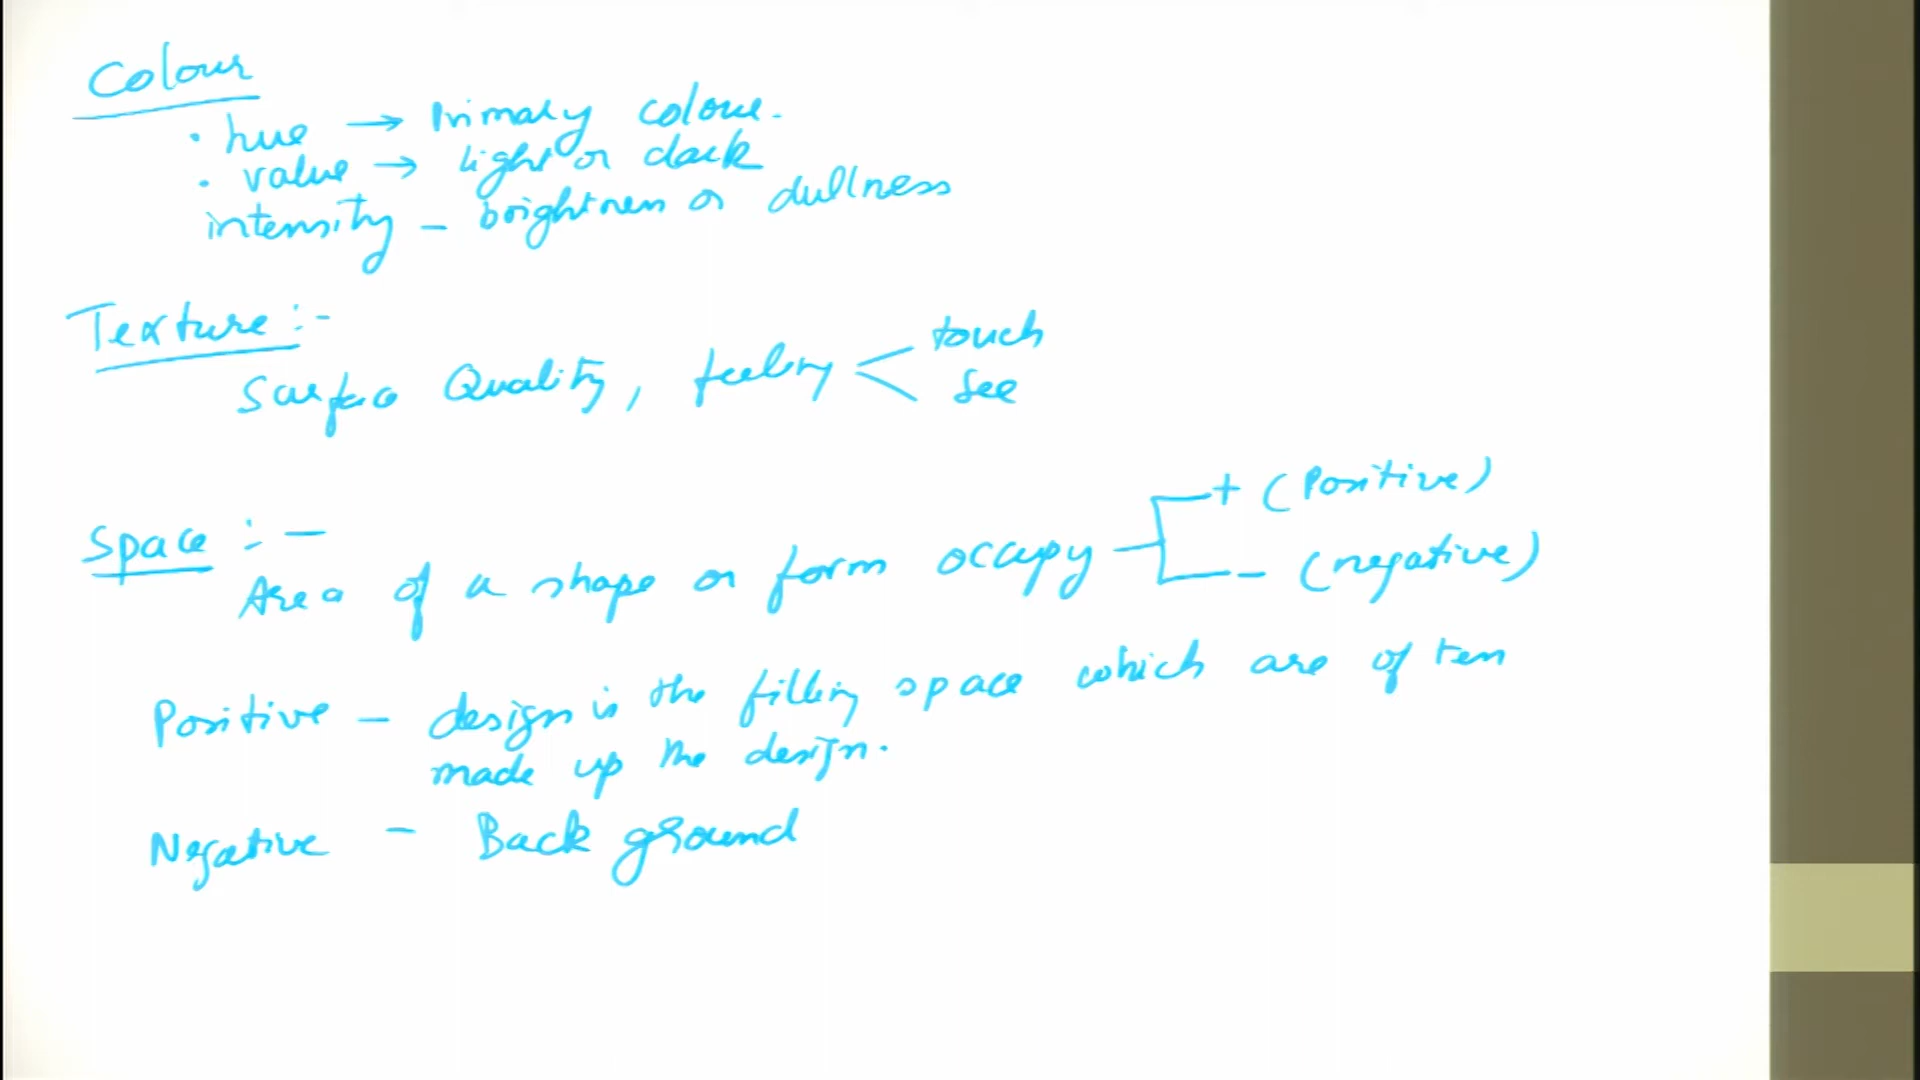 Colour
• hue → Primary colour.
• value → light or dark
intensity – brightness or dullness
Texture :-
Surface Quality, feeling < touch
see
Space :-
Area of a shape or form occupy + (Positive)
- (negative)
Positive – design is the filling space which are of ten
made up the design.
Negative – Back ground